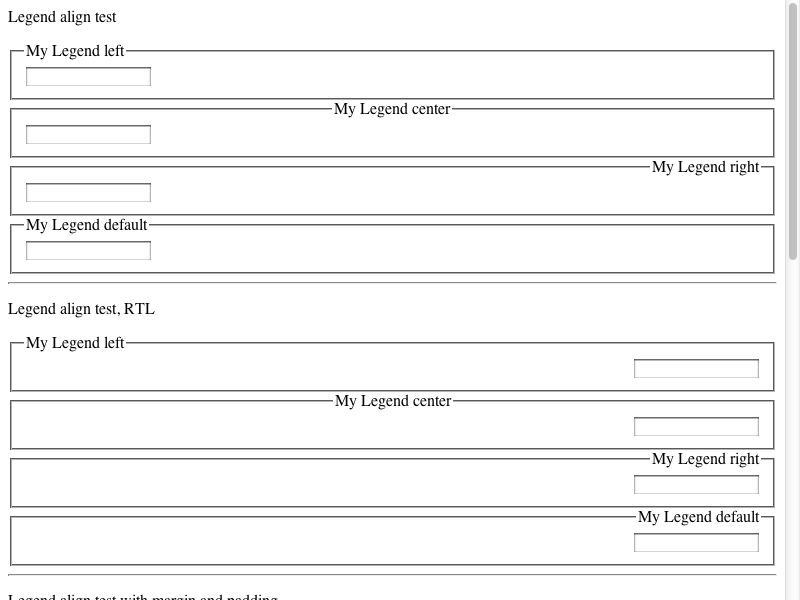 Legend align test
My Legend left
My Legend center
My Legend right
My Legend default
Legend align test, RTL
My Legend left
My Legend center
My Legend right
My Legend default
Legend align test with margin and padding